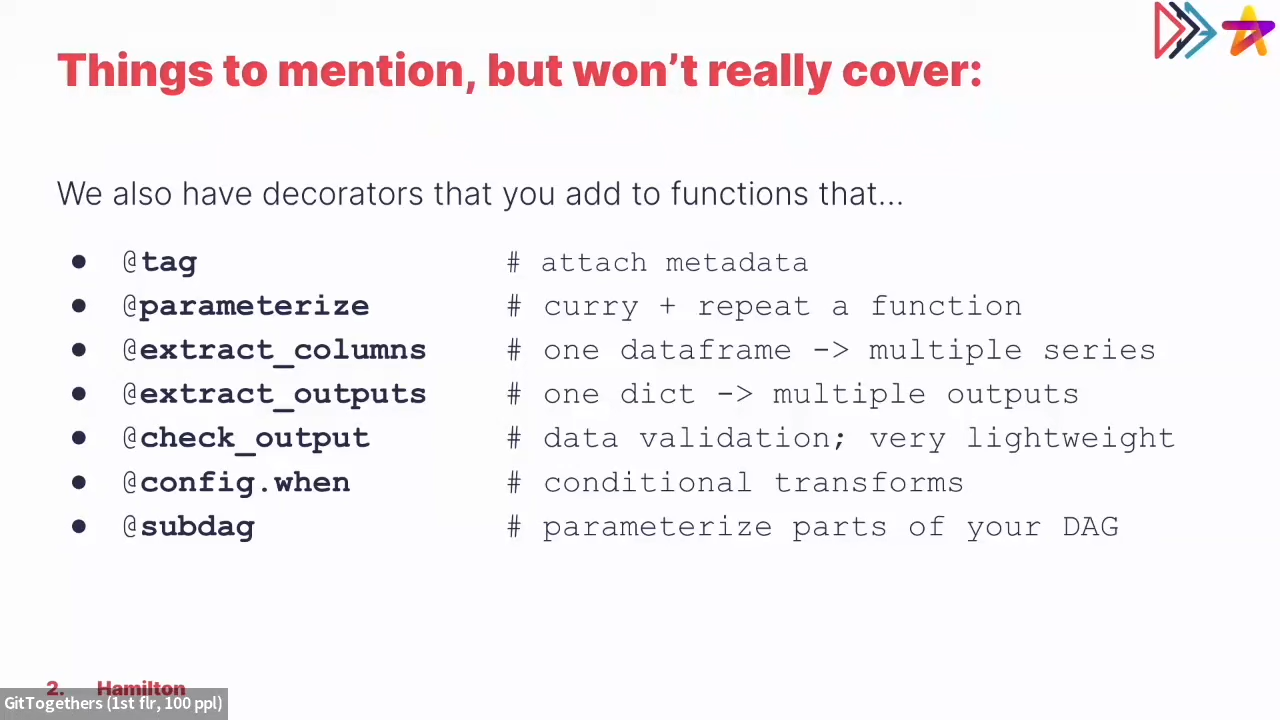 Things to mention, but won’t really cover:
We also have decorators that you add to functions that...
● @tag # attach metadata
● @parameterize # curry + repeat a function
● @extract_columns # one dataframe -> multiple series
● @extract_outputs # one dict -> multiple outputs
● @check_output # data validation; very lightweight
● @config.when # conditional transforms
● @subdag # parameterize parts of your DAG
2. Hamilton
GitTogethers (1st flr, 100 ppl)